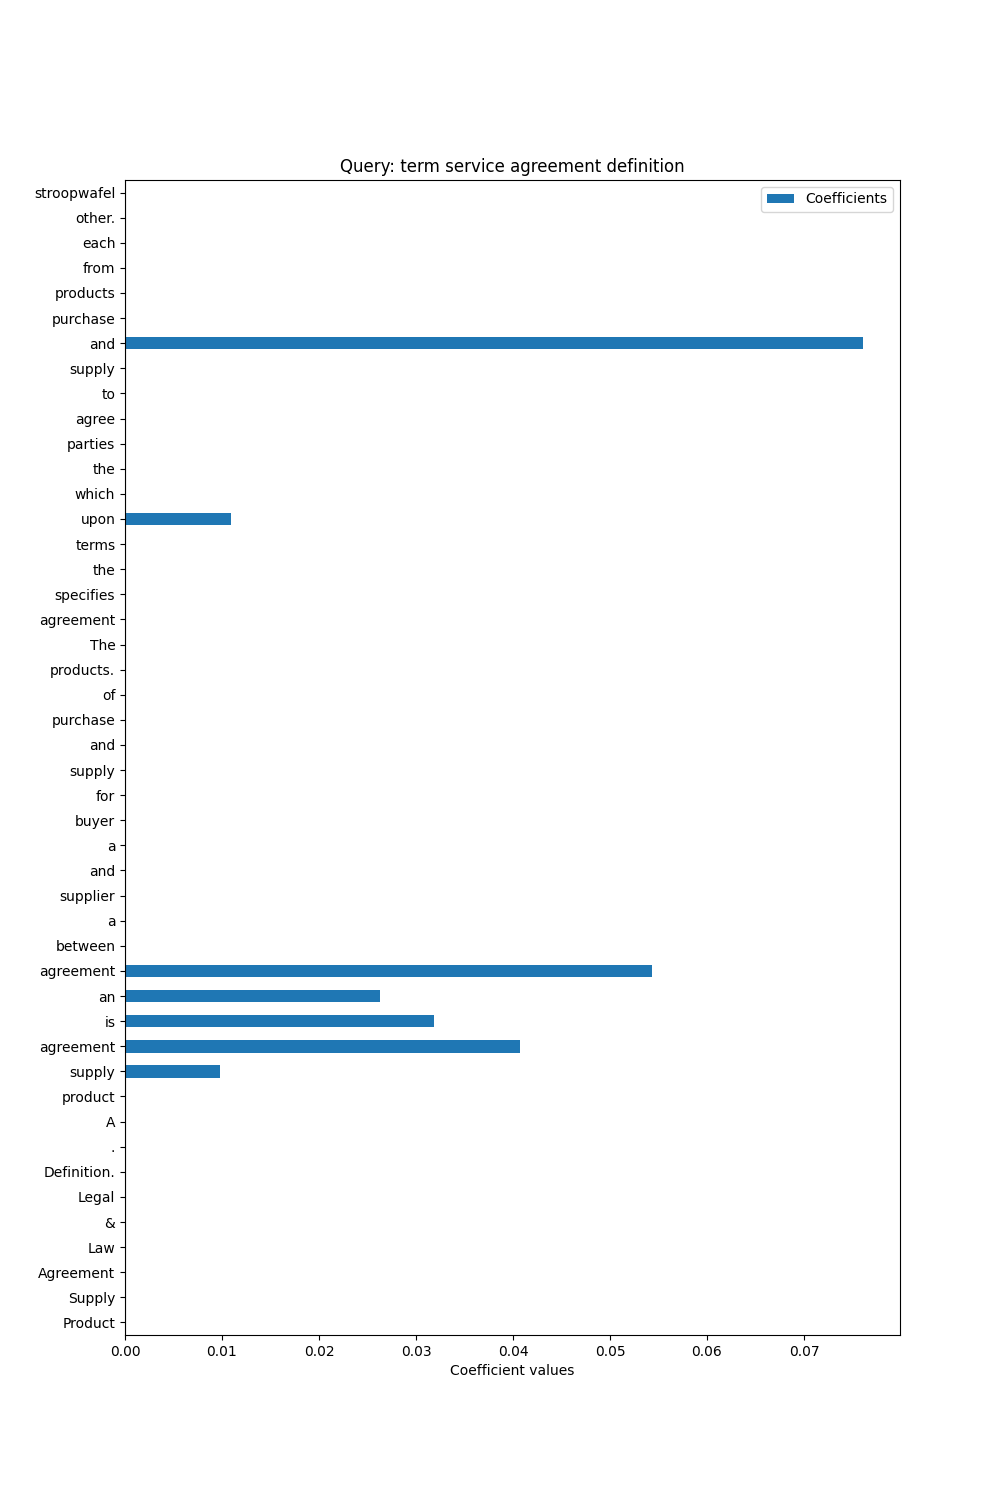 Query: term service agreement definition
Coefficients
stroopwafel
other.
each
from
products
purchase
and
supply
to
agree
parties
the
which
upon
terms
the
specifies
agreement
The
products.
of
purchase
and
supply
for
buyer
a
and
supplier
a
between
agreement
an
is
agreement
supply
product
A
.
Definition.
Legal
&
Law
Agreement
Supply
Product
0.00 0.01 0.02 0.03 0.04 0.05 0.06 0.07
Coefficient values